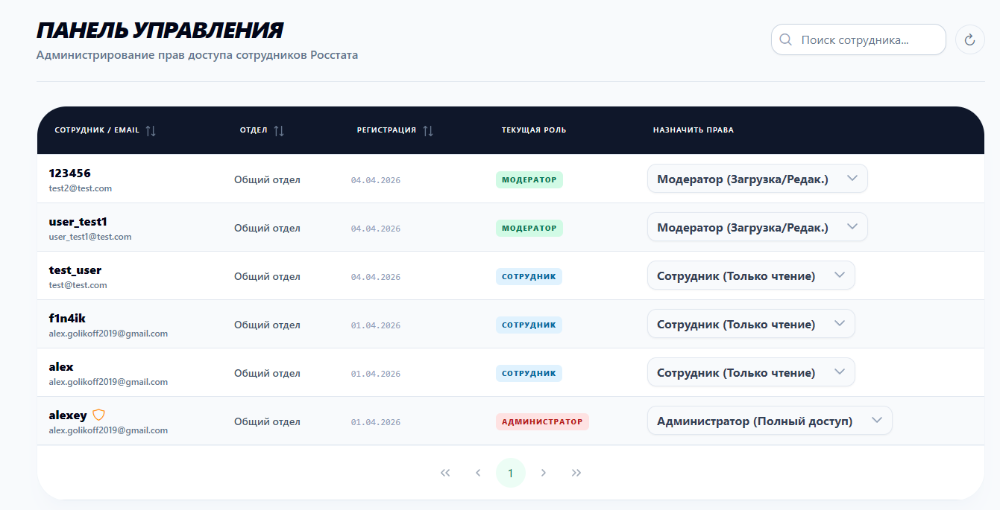 ПАНЕЛЬ УПРАВЛЕНИЯ
Администрирование прав доступа сотрудников Росстата
Поиск сотрудника...
СОТРУДНИК / EMAIL ОТДЕЛ РЕГИСТРАЦИЯ ТЕКУЩАЯ РОЛЬ НАЗНАЧИТЬ ПРАВА
123456
test2@test.com
Общий отдел 04.04.2026 МОДЕРАТОР Модератор (Загрузка/Редак.)
user_test1
user_test1@test.com
Общий отдел 04.04.2026 МОДЕРАТОР Модератор (Загрузка/Редак.)
test_user
test@test.com
Общий отдел 04.04.2026 СОТРУДНИК Сотрудник (Только чтение)
f1n4ik
alex.golikoff2019@gmail.com
Общий отдел 01.04.2026 СОТРУДНИК Сотрудник (Только чтение)
alex
alex.golikoff2019@gmail.com
Общий отдел 01.04.2026 СОТРУДНИК Сотрудник (Только чтение)
alexey
alex.golikoff2019@gmail.com
Общий отдел 01.04.2026 АДМИНИСТРАТОР Администратор (Полный доступ)
1